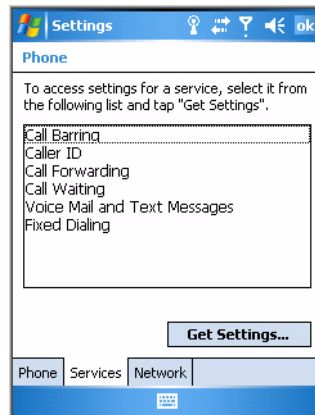 Settings
ok
Phone
To access settings for a service, select it from
the following list and tap "Get Settings".
Call Barring
Caller ID
Call Forwarding
Call Waiting
Voice Mail and Text Messages
Fixed Dialing
Get Settings...
Phone Services Network